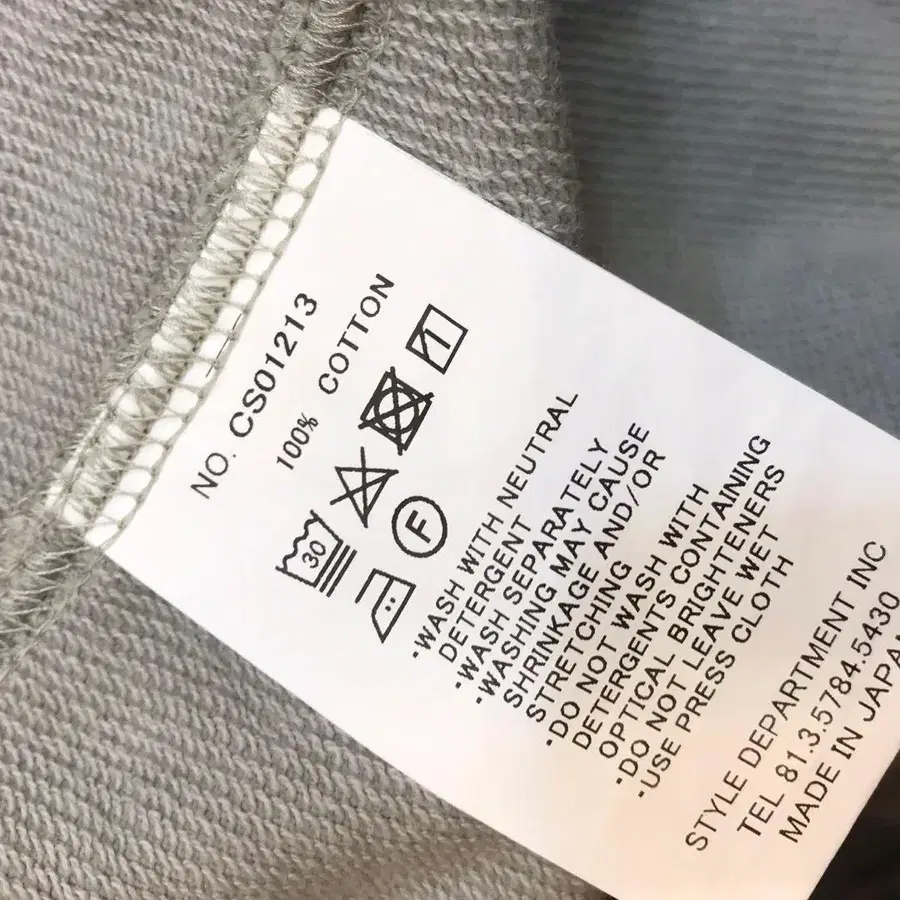 NO. CS01213
100% COTTON
30
F
·WASH WITH NEUTRAL
DETERGENT
·WASH SEPARATELY
·WASHING MAY CAUSE
SHRINKAGE AND/OR
STRETCHING
·DO NOT WASH WITH
DETERGENTS CONTAINING
OPTICAL BRIGHTENERS
·DO NOT LEAVE WET
·USE PRESS CLOTH
STYLE DEPARTMENT INC
TEL 81.3.5784.5430
MADE IN JAPAN